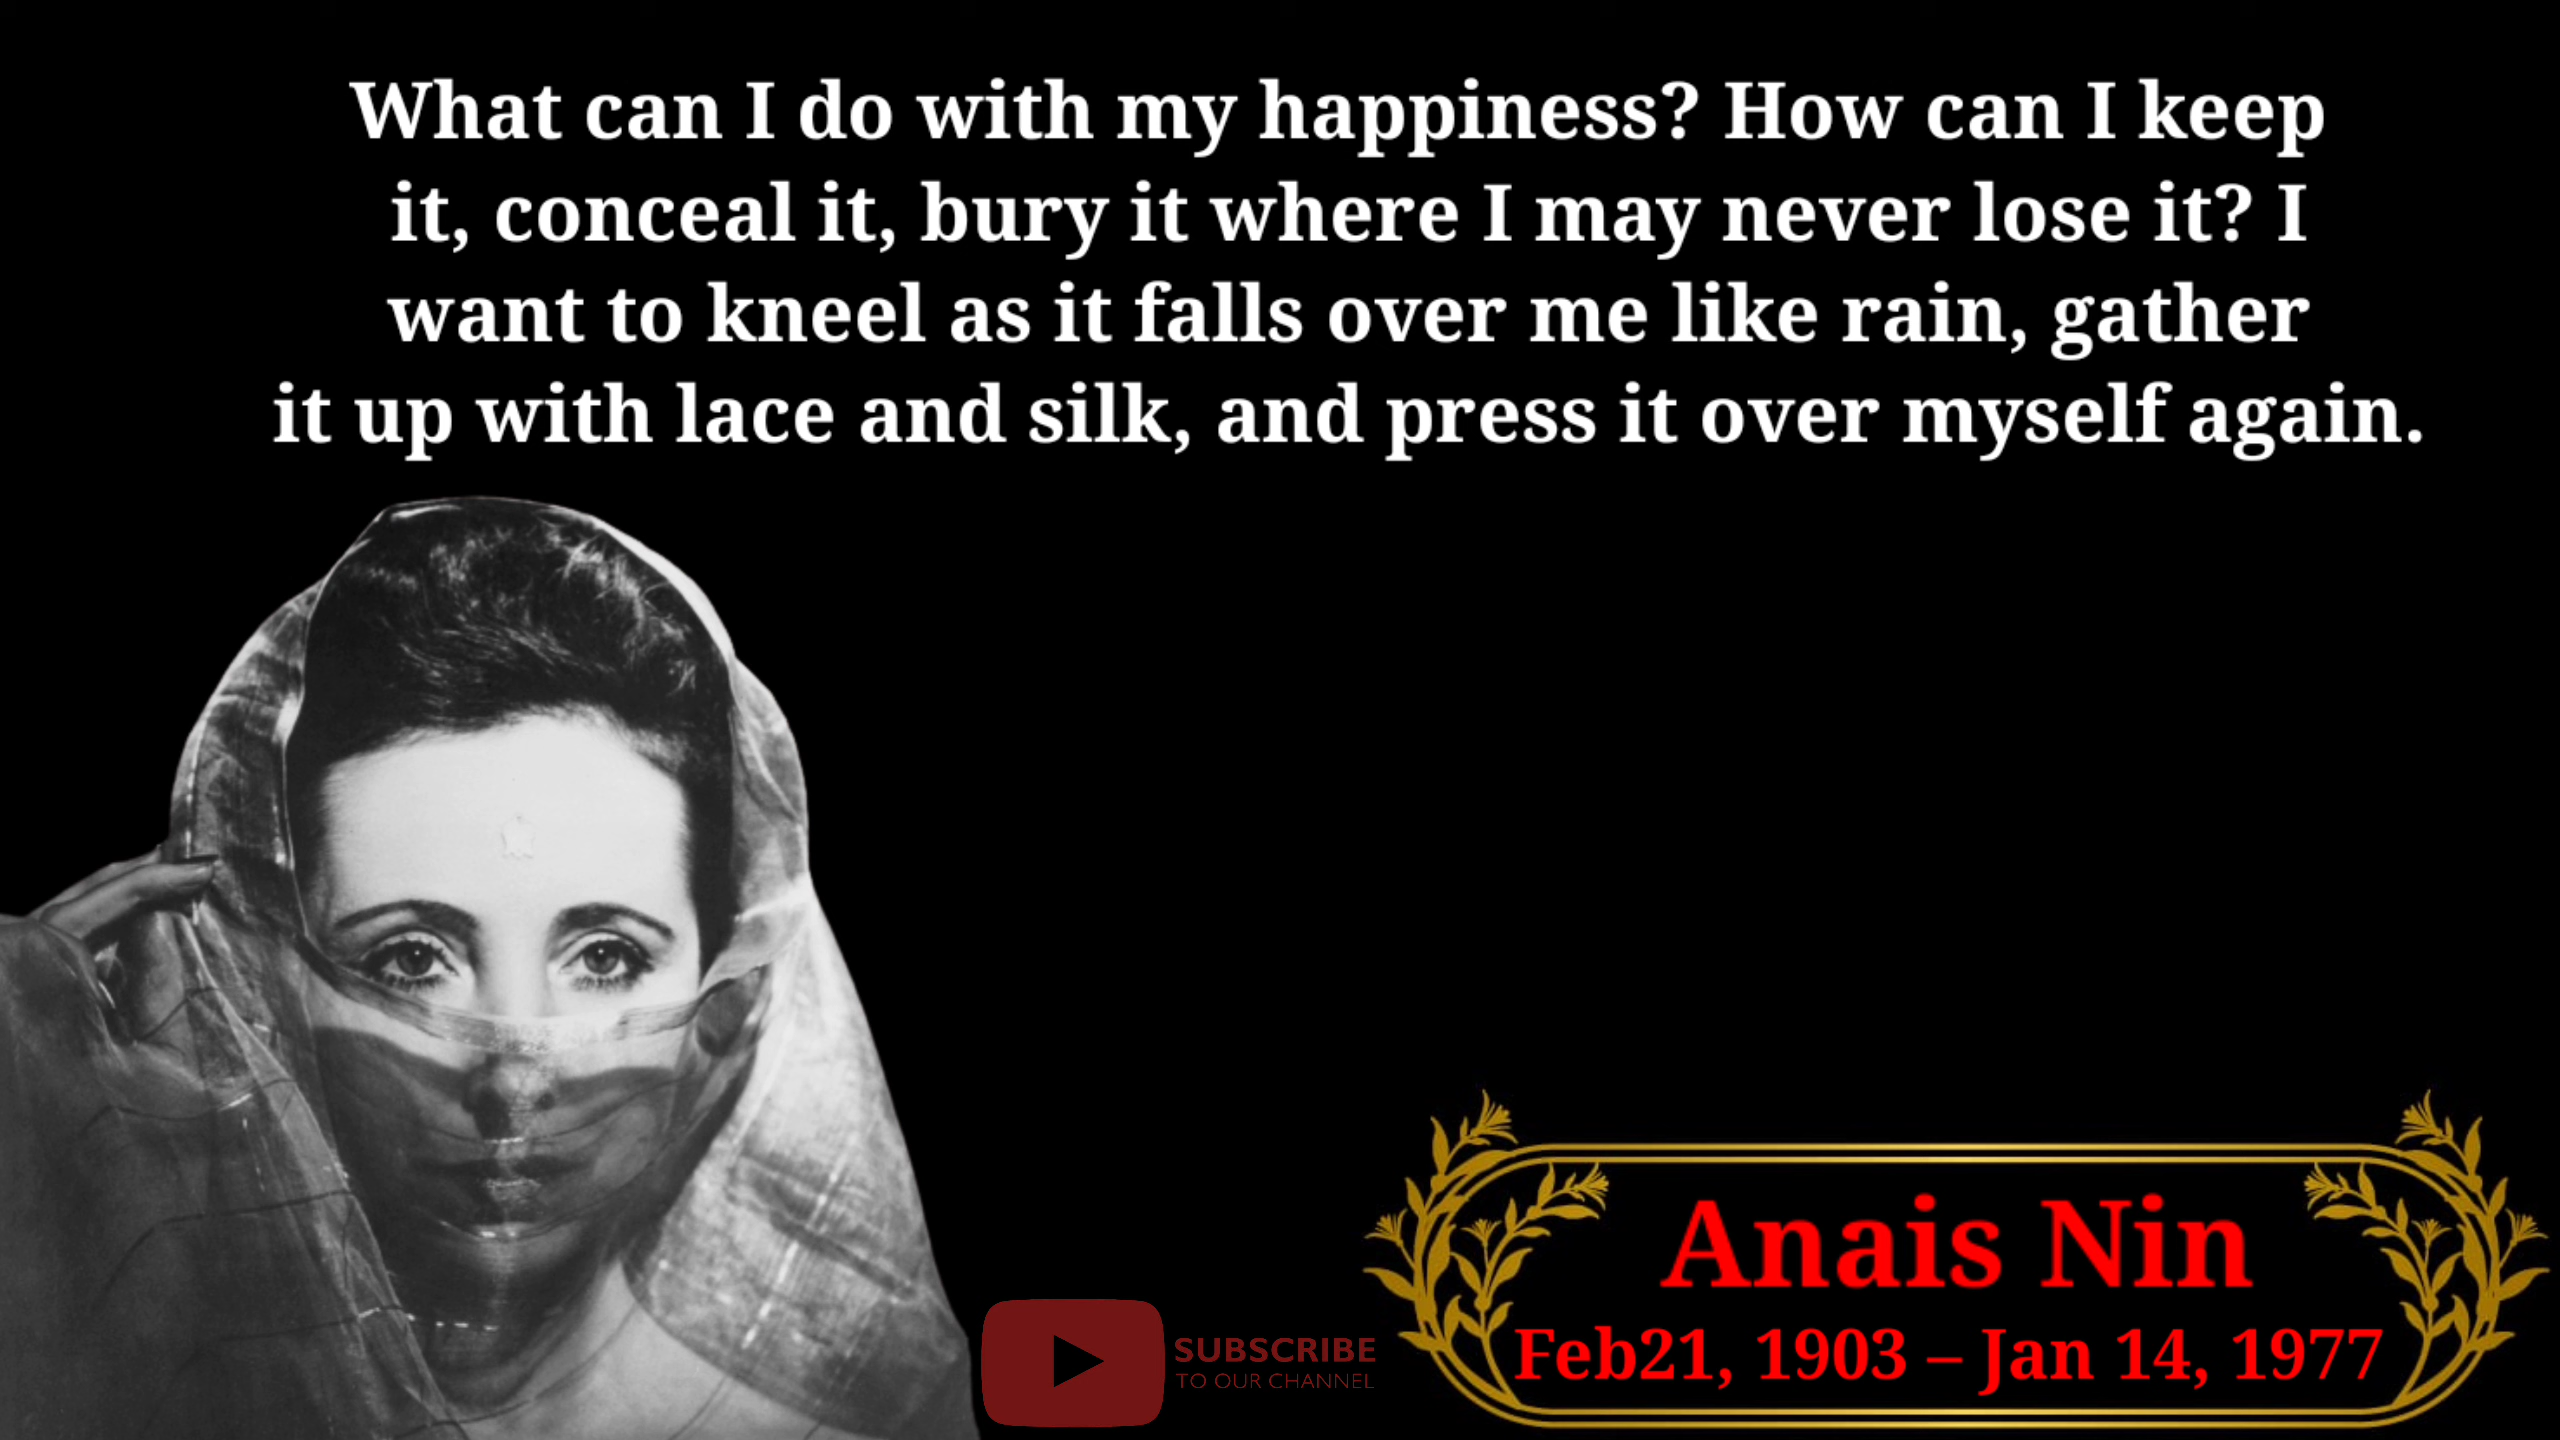 What can I do with my happiness? How can I keep
it, conceal it, bury it where I may never lose it? I
want to kneel as it falls over me like rain, gather
it up with lace and silk, and press it over myself again.
Anais Nin
Feb21, 1903 – Jan 14, 1977
SUBSCRIBE
TO OUR CHANNEL